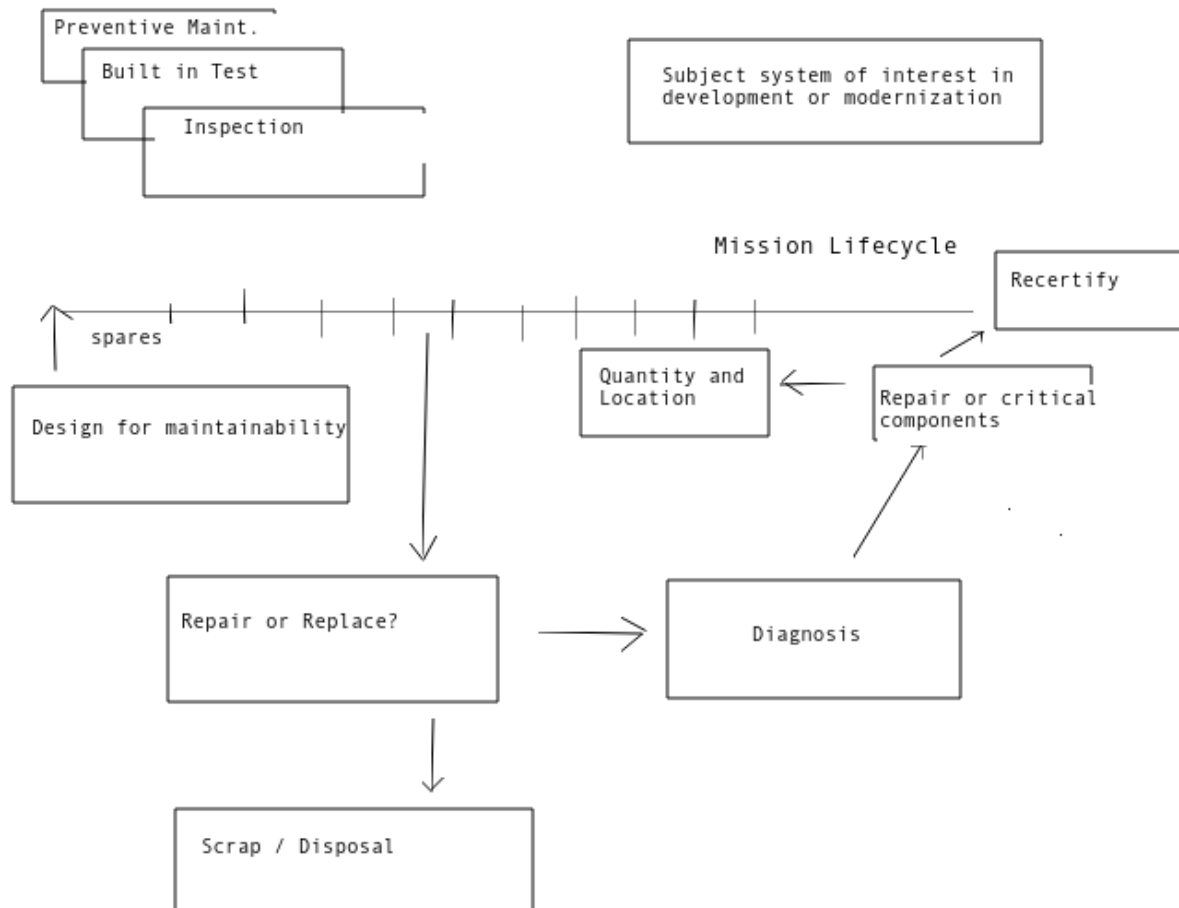 Preventive Maint.
Built in Test
Inspection
Subject system of interest in
development or modernization
Mission Lifecycle
Recertify
spares
Quantity and
Location
Repair or critical
components
Design for maintainability
Repair or Replace?
Diagnosis
Scrap / Disposal